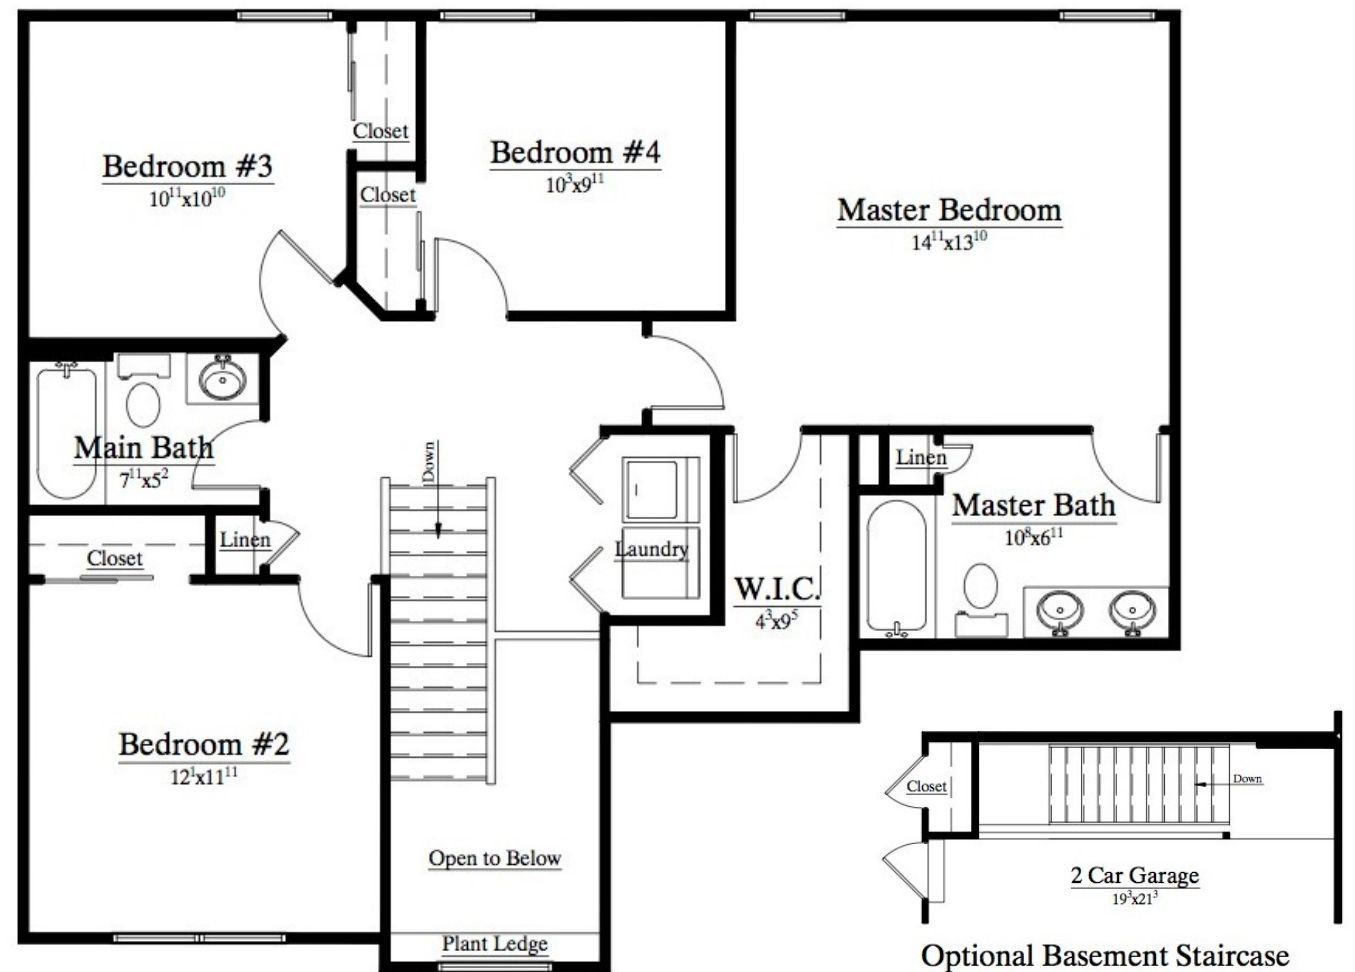 Closet
Bedroom #3
10¹¹x10¹⁰
Closet
Bedroom #4
10³x9¹¹
Master Bedroom
14¹¹x13¹⁰
Main Bath
7¹¹x5²
Down
Linen
Closet
Laundry
Linen
Master Bath
10⁸x6¹¹
W.I.C.
4³x9⁵
Bedroom #2
12¹x11¹¹
Open to Below
Plant Ledge
Closet
Down
2 Car Garage
19³x21³
Optional Basement Staircase